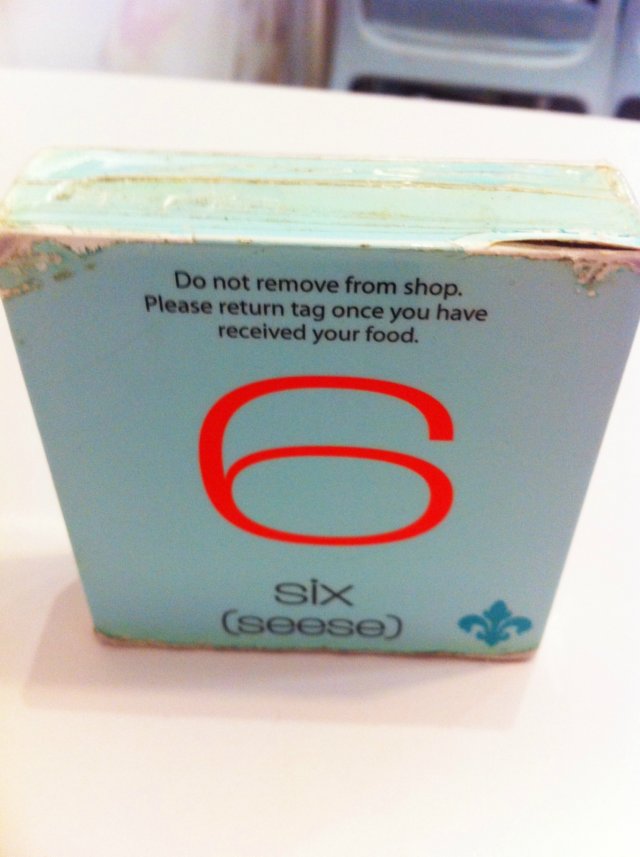 Do not remove from shop.
Please return tag once you have
received your food.
6
six
(seese)